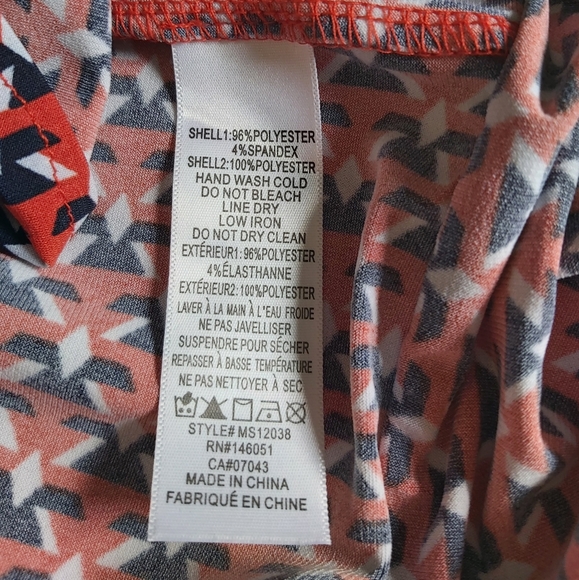 SHELL1:96%POLYESTER
4%SPANDEX
SHELL2:100%POLYESTER
HAND WASH COLD
DO NOT BLEACH
LINE DRY
LOW IRON
DO NOT DRY CLEAN
EXTÉRIEUR1:96%POLYESTER
4%ÉLASTHANNE
EXTÉRIEUR2:100%POLYESTER
LAVER À LA MAIN À L'EAU FROIDE
NE PAS JAVELLISER
SUSPENDRE POUR SÉCHER
REPASSER À BASSE TEMPÉRATURE
NE PAS NETTOYER À SEC
STYLE# MS12038
RN#146051
CA#07043
MADE IN CHINA
FABRIQUÉ EN CHINE